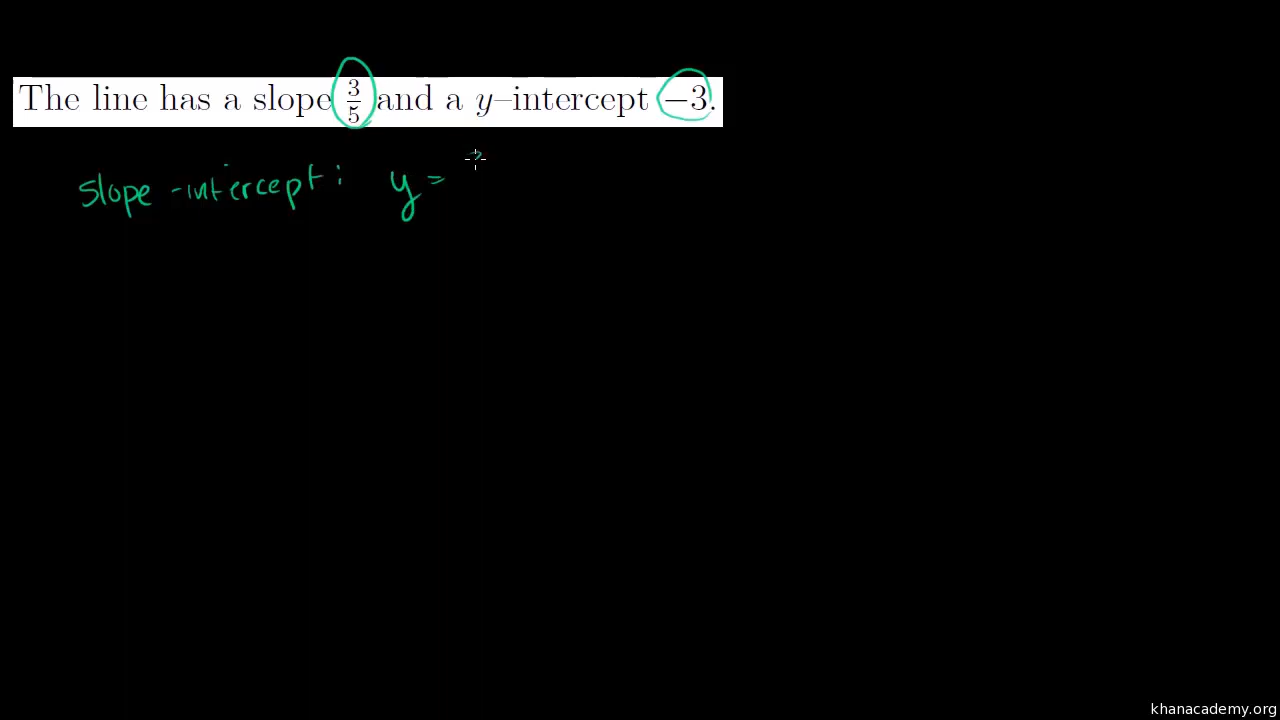 The line has a slope 3/5 and a y–intercept −3.
slope -intercept: y =
khanacademy.org